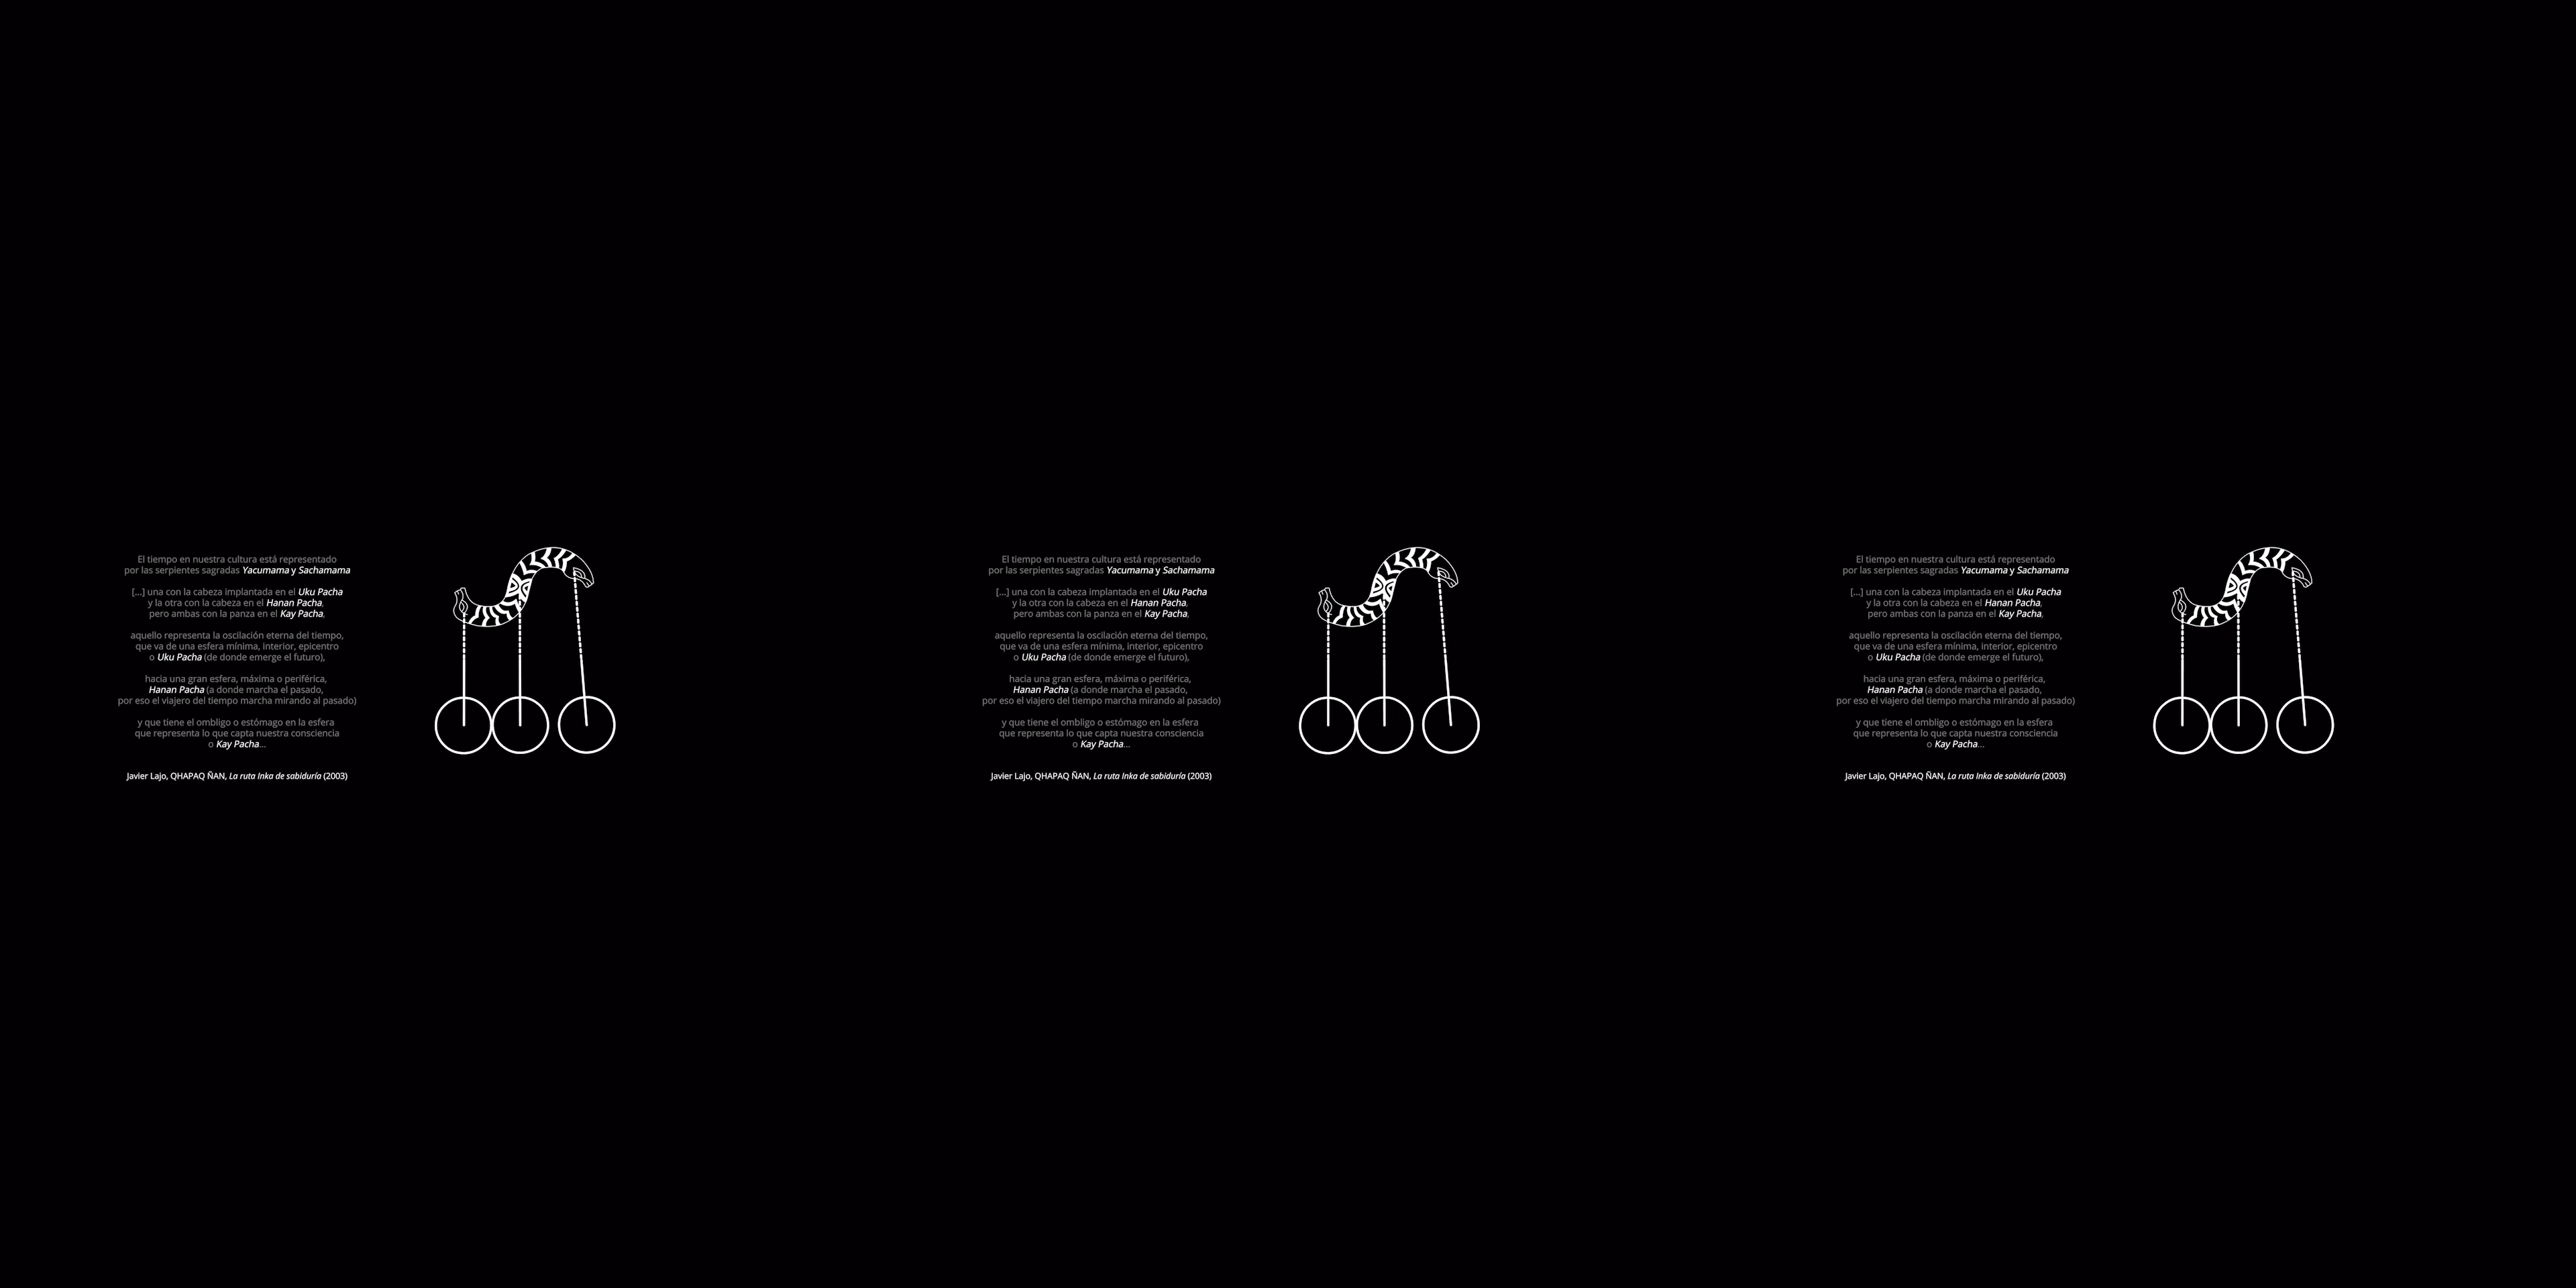 El tiempo en nuestra cultura está representado
por las serpientes sagradas Yacumama y Sachamama
[...] una con la cabeza implantada en el Uku Pacha
y la otra con la cabeza en el Hanan Pacha,
pero ambas con la panza en el Kay Pacha,
aquello representa la oscilación eterna del tiempo,
que va de una esfera mínima, interior, epicentro
o Uku Pacha (de donde emerge el futuro),
hacia una gran esfera, máxima o periférica,
Hanan Pacha (a donde marcha el pasado,
por eso el viajero del tiempo marcha mirando al pasado)
y que tiene el ombligo o estómago en la esfera
que representa lo que capta nuestra consciencia
o Kay Pacha...
Javier Lajo, QHAPAQ ÑAN, La ruta Inka de sabiduría (2003)
El tiempo en nuestra cultura está representado
por las serpientes sagradas Yacumama y Sachamama
[...] una con la cabeza implantada en el Uku Pacha
y la otra con la cabeza en el Hanan Pacha,
pero ambas con la panza en el Kay Pacha,
aquello representa la oscilación eterna del tiempo,
que va de una esfera mínima, interior, epicentro
o Uku Pacha (de donde emerge el futuro),
hacia una gran esfera, máxima o periférica,
Hanan Pacha (a donde marcha el pasado,
por eso el viajero del tiempo marcha mirando al pasado)
y que tiene el ombligo o estómago en la esfera
que representa lo que capta nuestra consciencia
o Kay Pacha...
Javier Lajo, QHAPAQ ÑAN, La ruta Inka de sabiduría (2003)
El tiempo en nuestra cultura está representado
por las serpientes sagradas Yacumama y Sachamama
[...] una con la cabeza implantada en el Uku Pacha
y la otra con la cabeza en el Hanan Pacha,
pero ambas con la panza en el Kay Pacha,
aquello representa la oscilación eterna del tiempo,
que va de una esfera mínima, interior, epicentro
o Uku Pacha (de donde emerge el futuro),
hacia una gran esfera, máxima o periférica,
Hanan Pacha (a donde marcha el pasado,
por eso el viajero del tiempo marcha mirando al pasado)
y que tiene el ombligo o estómago en la esfera
que representa lo que capta nuestra consciencia
o Kay Pacha...
Javier Lajo, QHAPAQ ÑAN, La ruta Inka de sabiduría (2003)